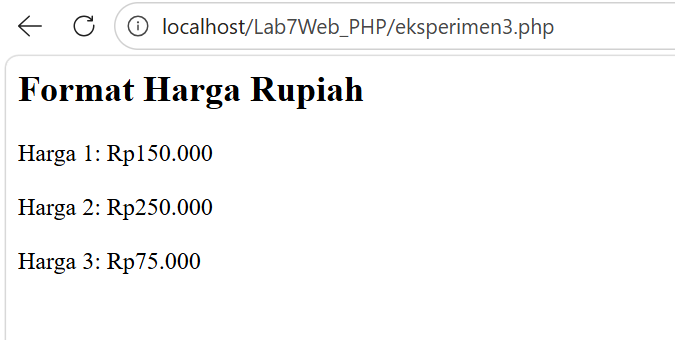 localhost/Lab7Web_PHP/eksperimen3.php
Format Harga Rupiah
Harga 1: Rp150.000
Harga 2: Rp250.000
Harga 3: Rp75.000